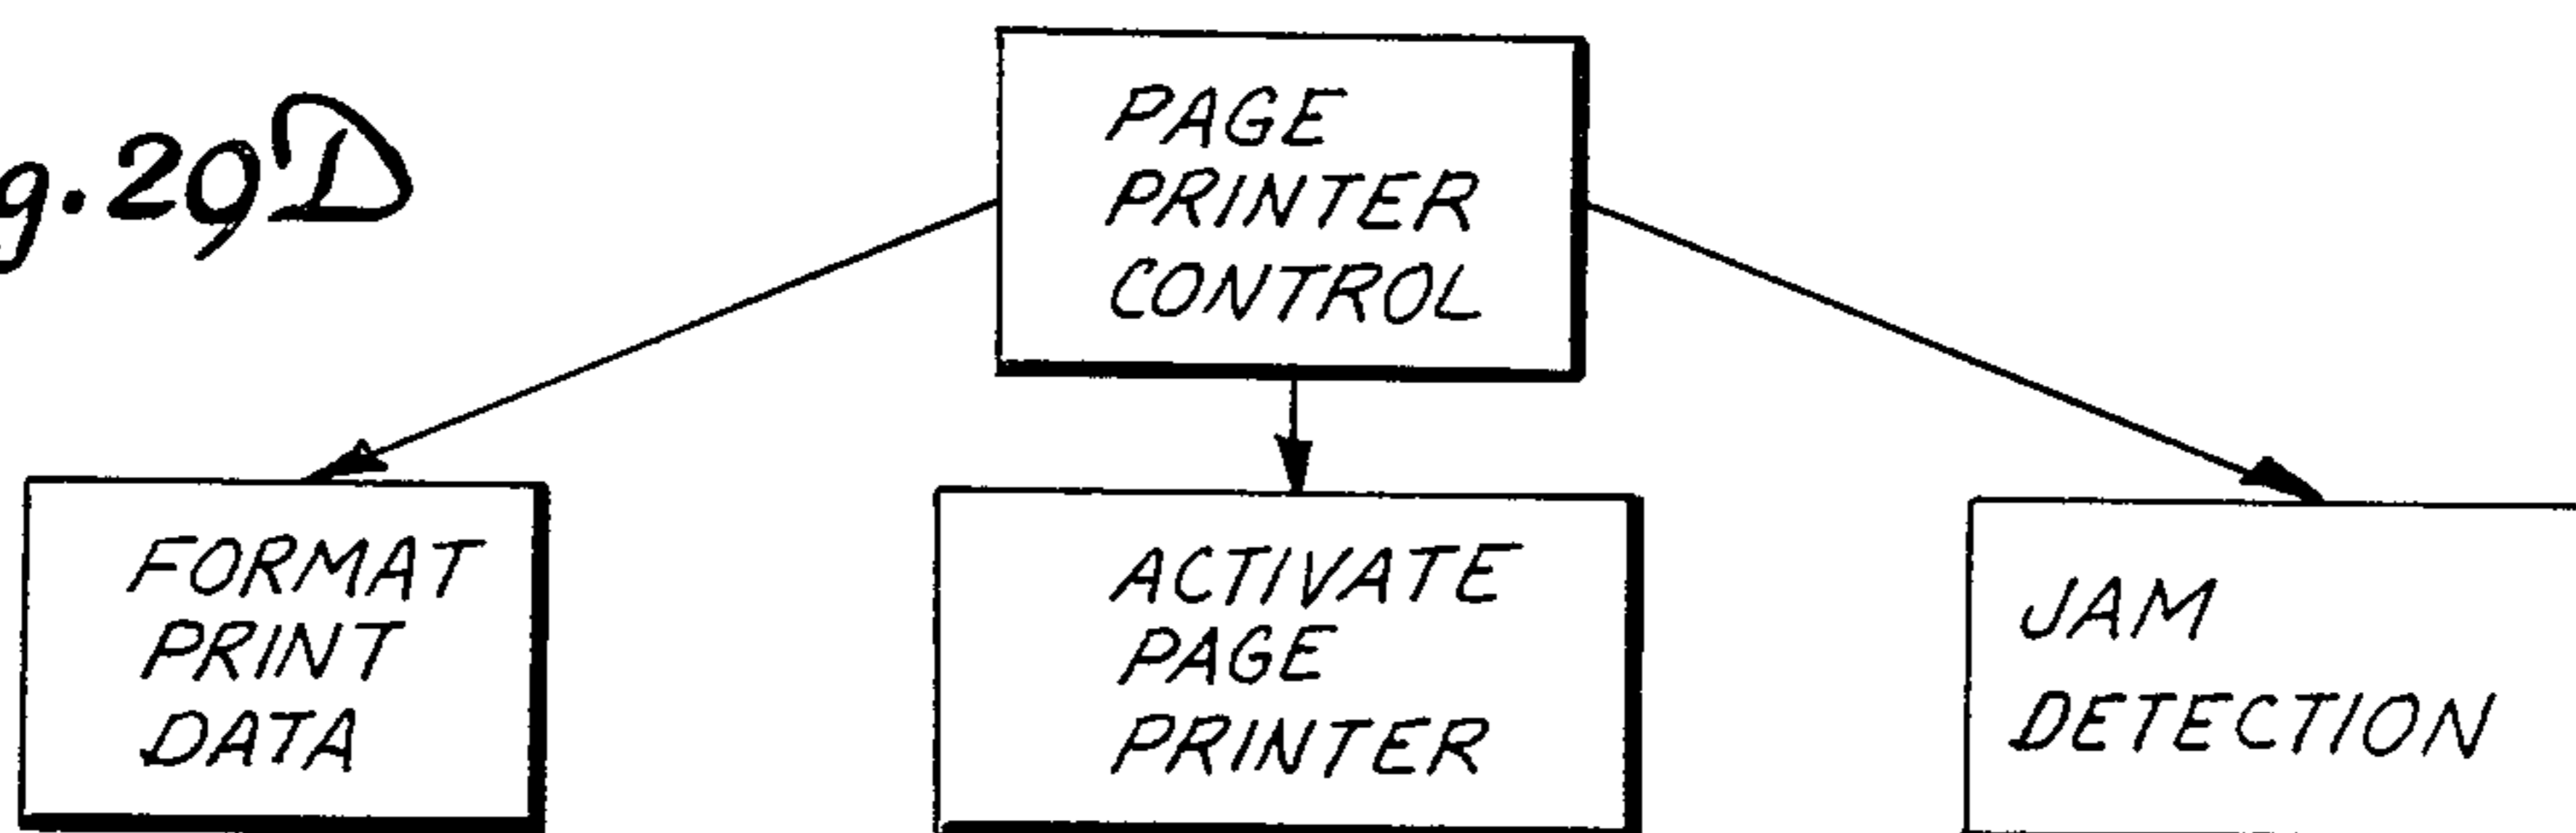 g.29D
PAGE
PRINTER
CONTROL
FORMAT
PRINT
DATA
ACTIVATE
PAGE
PRINTER
JAM
DETECTION